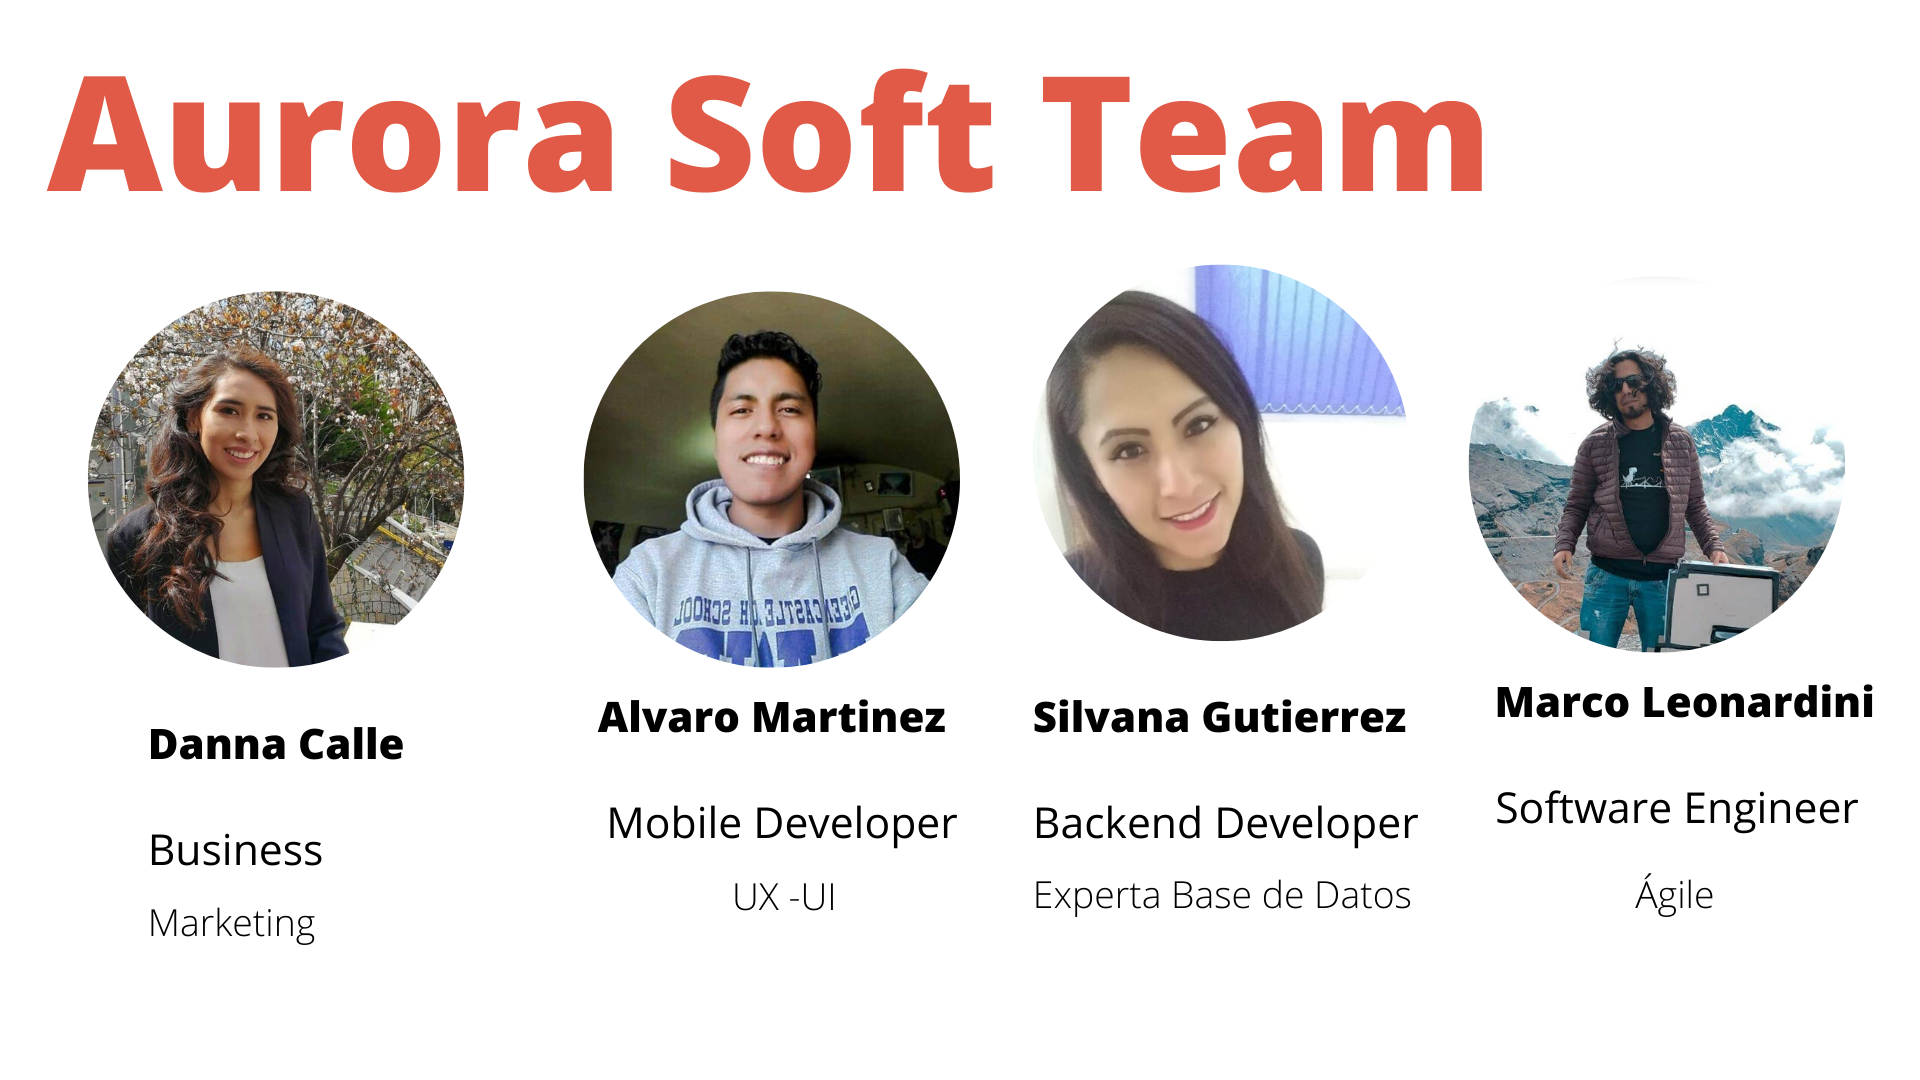 Aurora Soft Team
Danna Calle
Business
Marketing
Alvaro Martinez
Mobile Developer
UX -UI
Silvana Gutierrez
Backend Developer
Experta Base de Datos
Marco Leonardini
Software Engineer
Ágile
SCHOOL